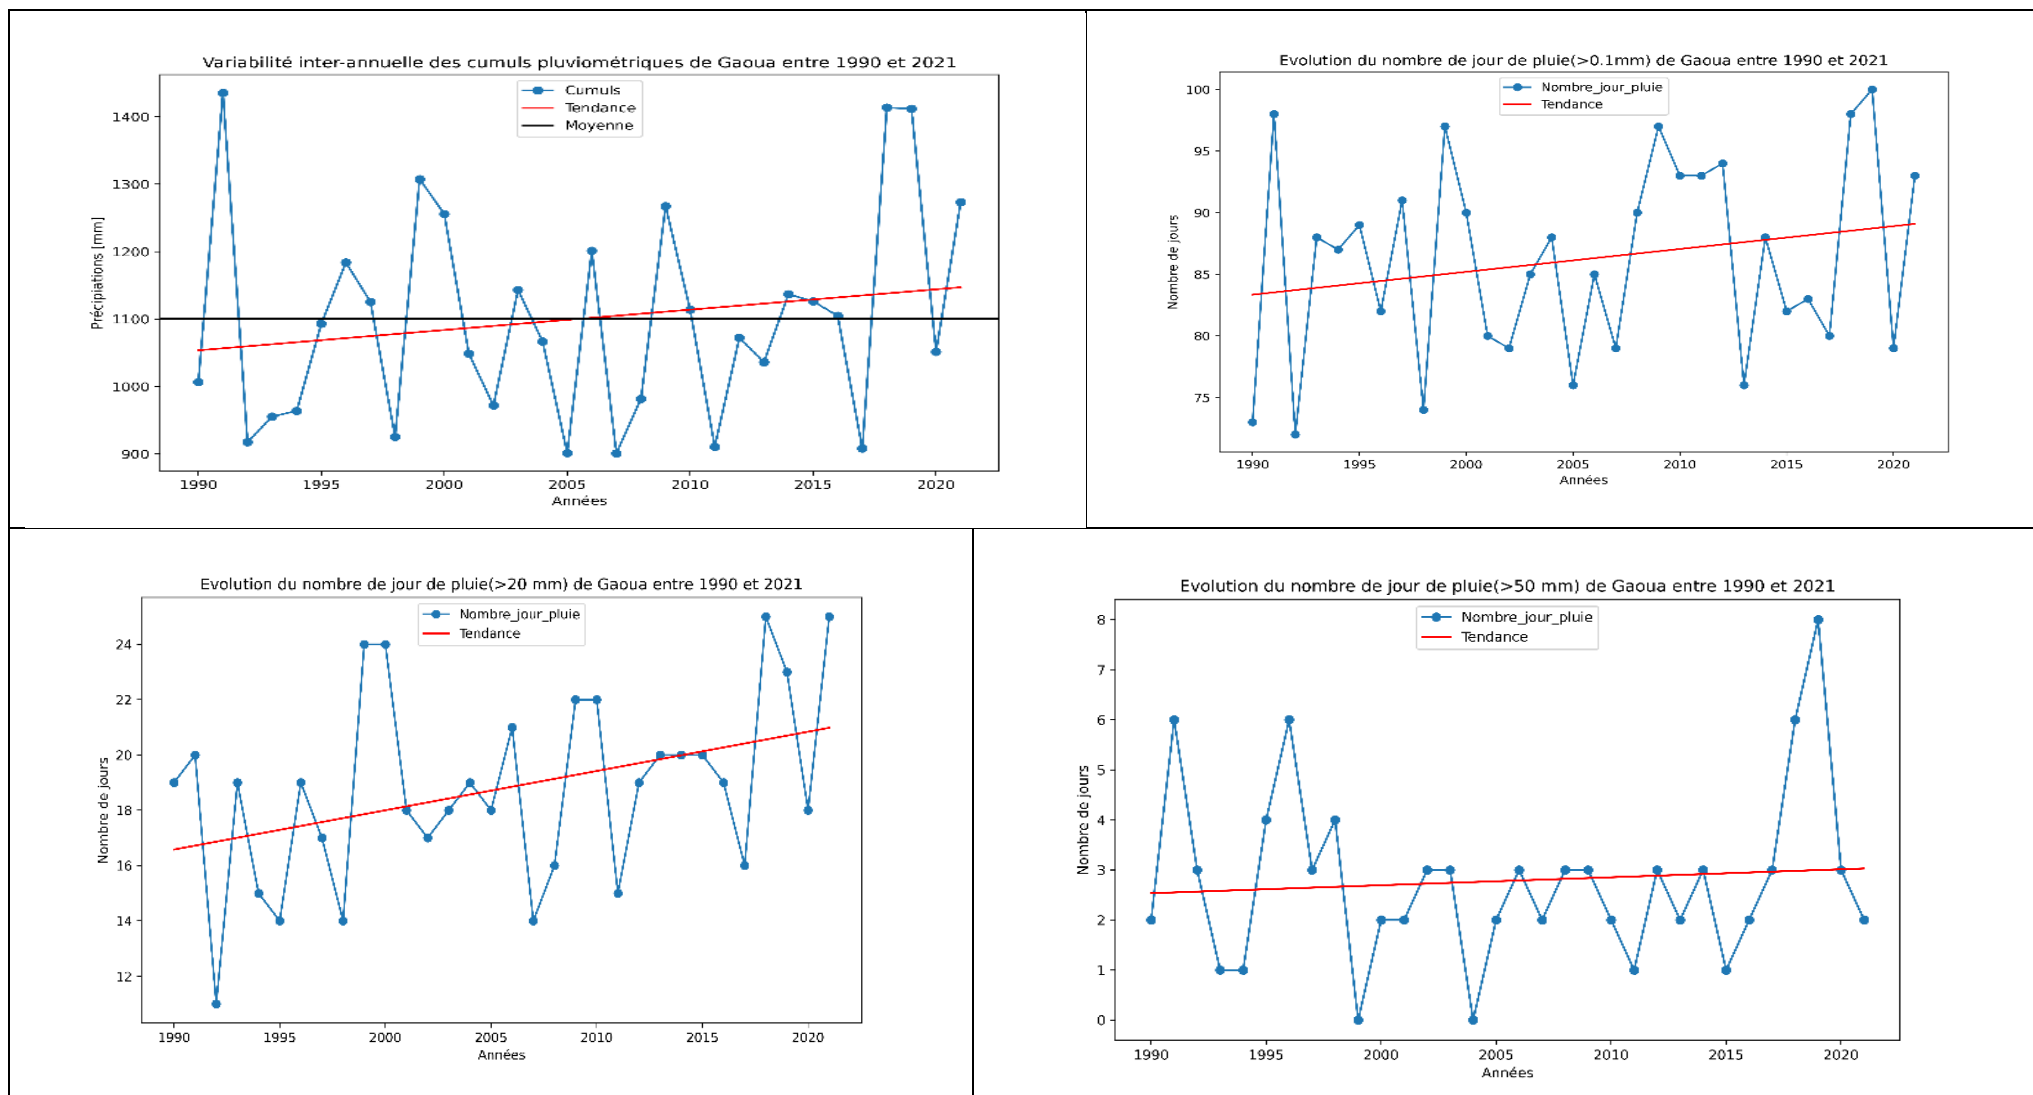 Variabilité inter-annuelle des cumuls pluviométriques de Gaoua entre 1990 et 2021
Cumuls
Tendance
Moyenne
Précipiations [mm]
1400
1300
1200
1100
1000
900
1990 1995 2000 2005 2010 2015 2020
Années
Evolution du nombre de jour de pluie(>0.1mm) de Gaoua entre 1990 et 2021
Nombre_jour_pluie
Tendance
Nombre de jours
100
95
90
85
80
75
1990 1995 2000 2005 2010 2015 2020
Années
Evolution du nombre de jour de pluie(>20 mm) de Gaoua entre 1990 et 2021
Nombre_jour_pluie
Tendance
Nombre de jours
24
22
20
18
16
14
12
1990 1995 2000 2005 2010 2015 2020
Années
Evolution du nombre de jour de pluie(>50 mm) de Gaoua entre 1990 et 2021
Nombre_jour_pluie
Tendance
Nombre de jours
8
7
6
5
4
3
2
1
0
1990 1995 2000 2005 2010 2015 2020
Années